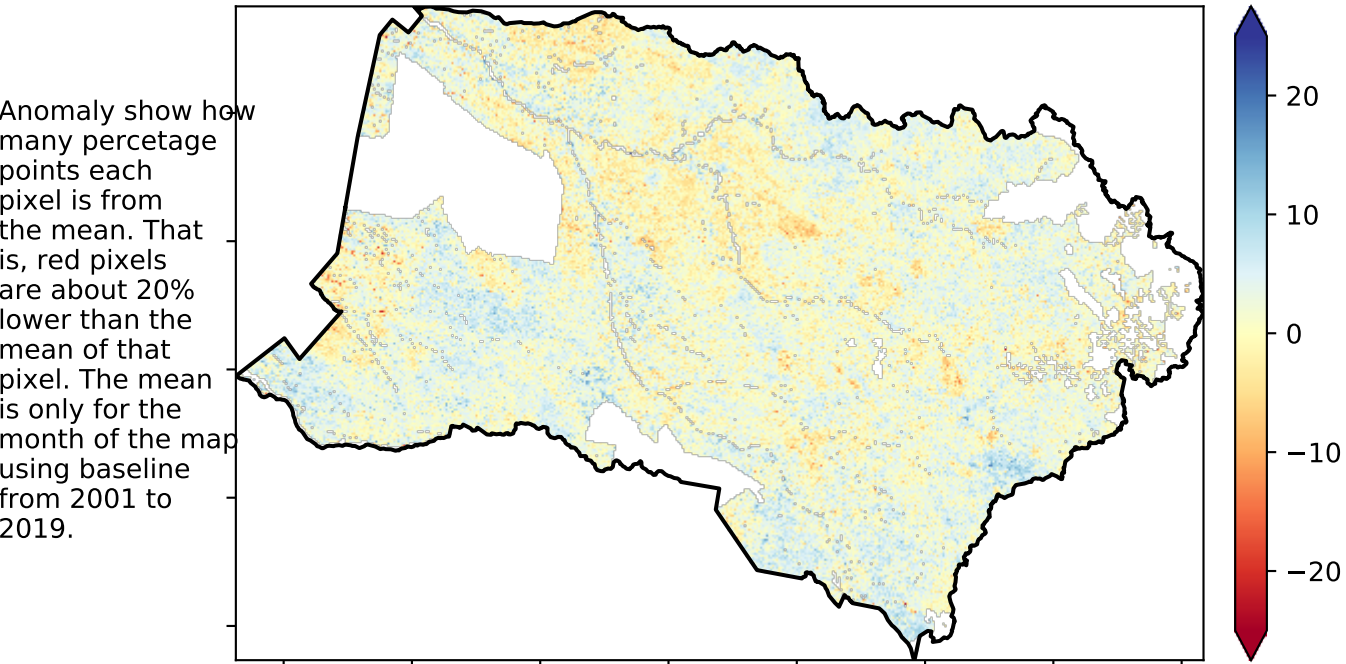 Anomaly show how
many percetage
points each
pixel is from
the mean. That
is, red pixels
are about 20%
lower than the
mean of that
pixel. The mean
is only for the
month of the map
using baseline
from 2001 to
2019.
20
10
0
−10
−20